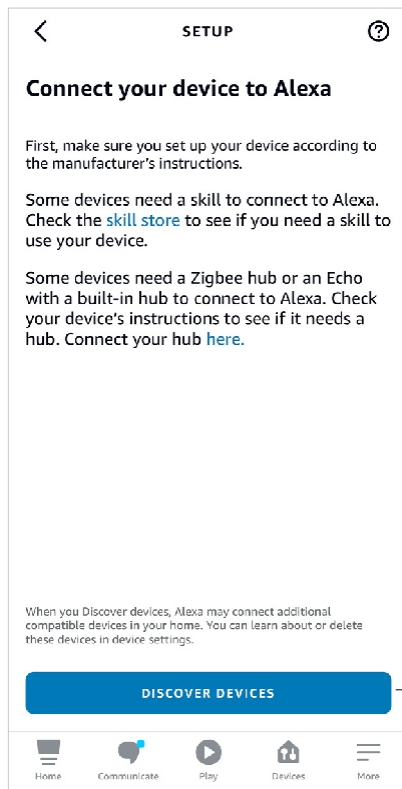 SETUP
Connect your device to Alexa
First, make sure you set up your device according to
the manufacturer's instructions.
Some devices need a skill to connect to Alexa.
Check the skill store to see if you need a skill to
use your device.
Some devices need a Zigbee hub or an Echo
with a built-in hub to connect to Alexa. Check
your device's instructions to see if it needs a
hub. Connect your hub here.
When you Discover devices, Alexa may connect additional
compatible devices in your home. You can learn about or delete
these devices in device settings.
DISCOVER DEVICES
Home Communicate Play Devices More